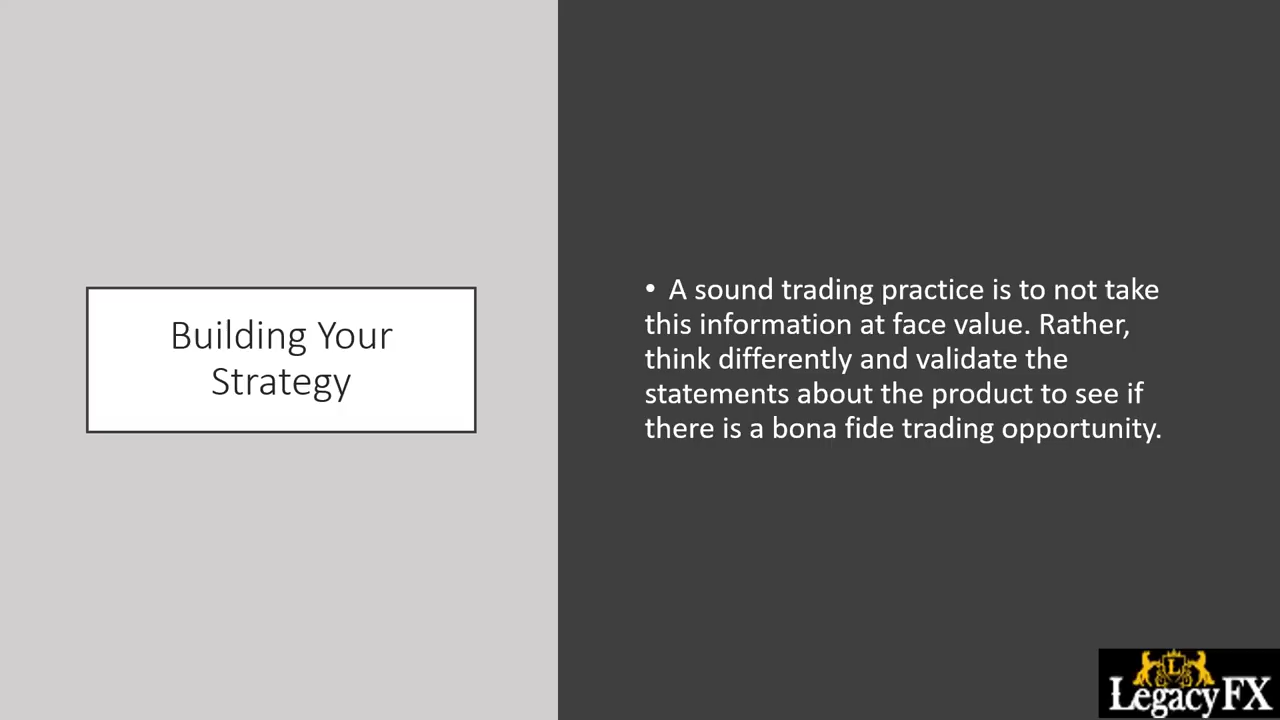 Building Your
Strategy
• A sound trading practice is to not take
this information at face value. Rather,
think differently and validate the
statements about the product to see if
there is a bona fide trading opportunity.
L
LegacyFX